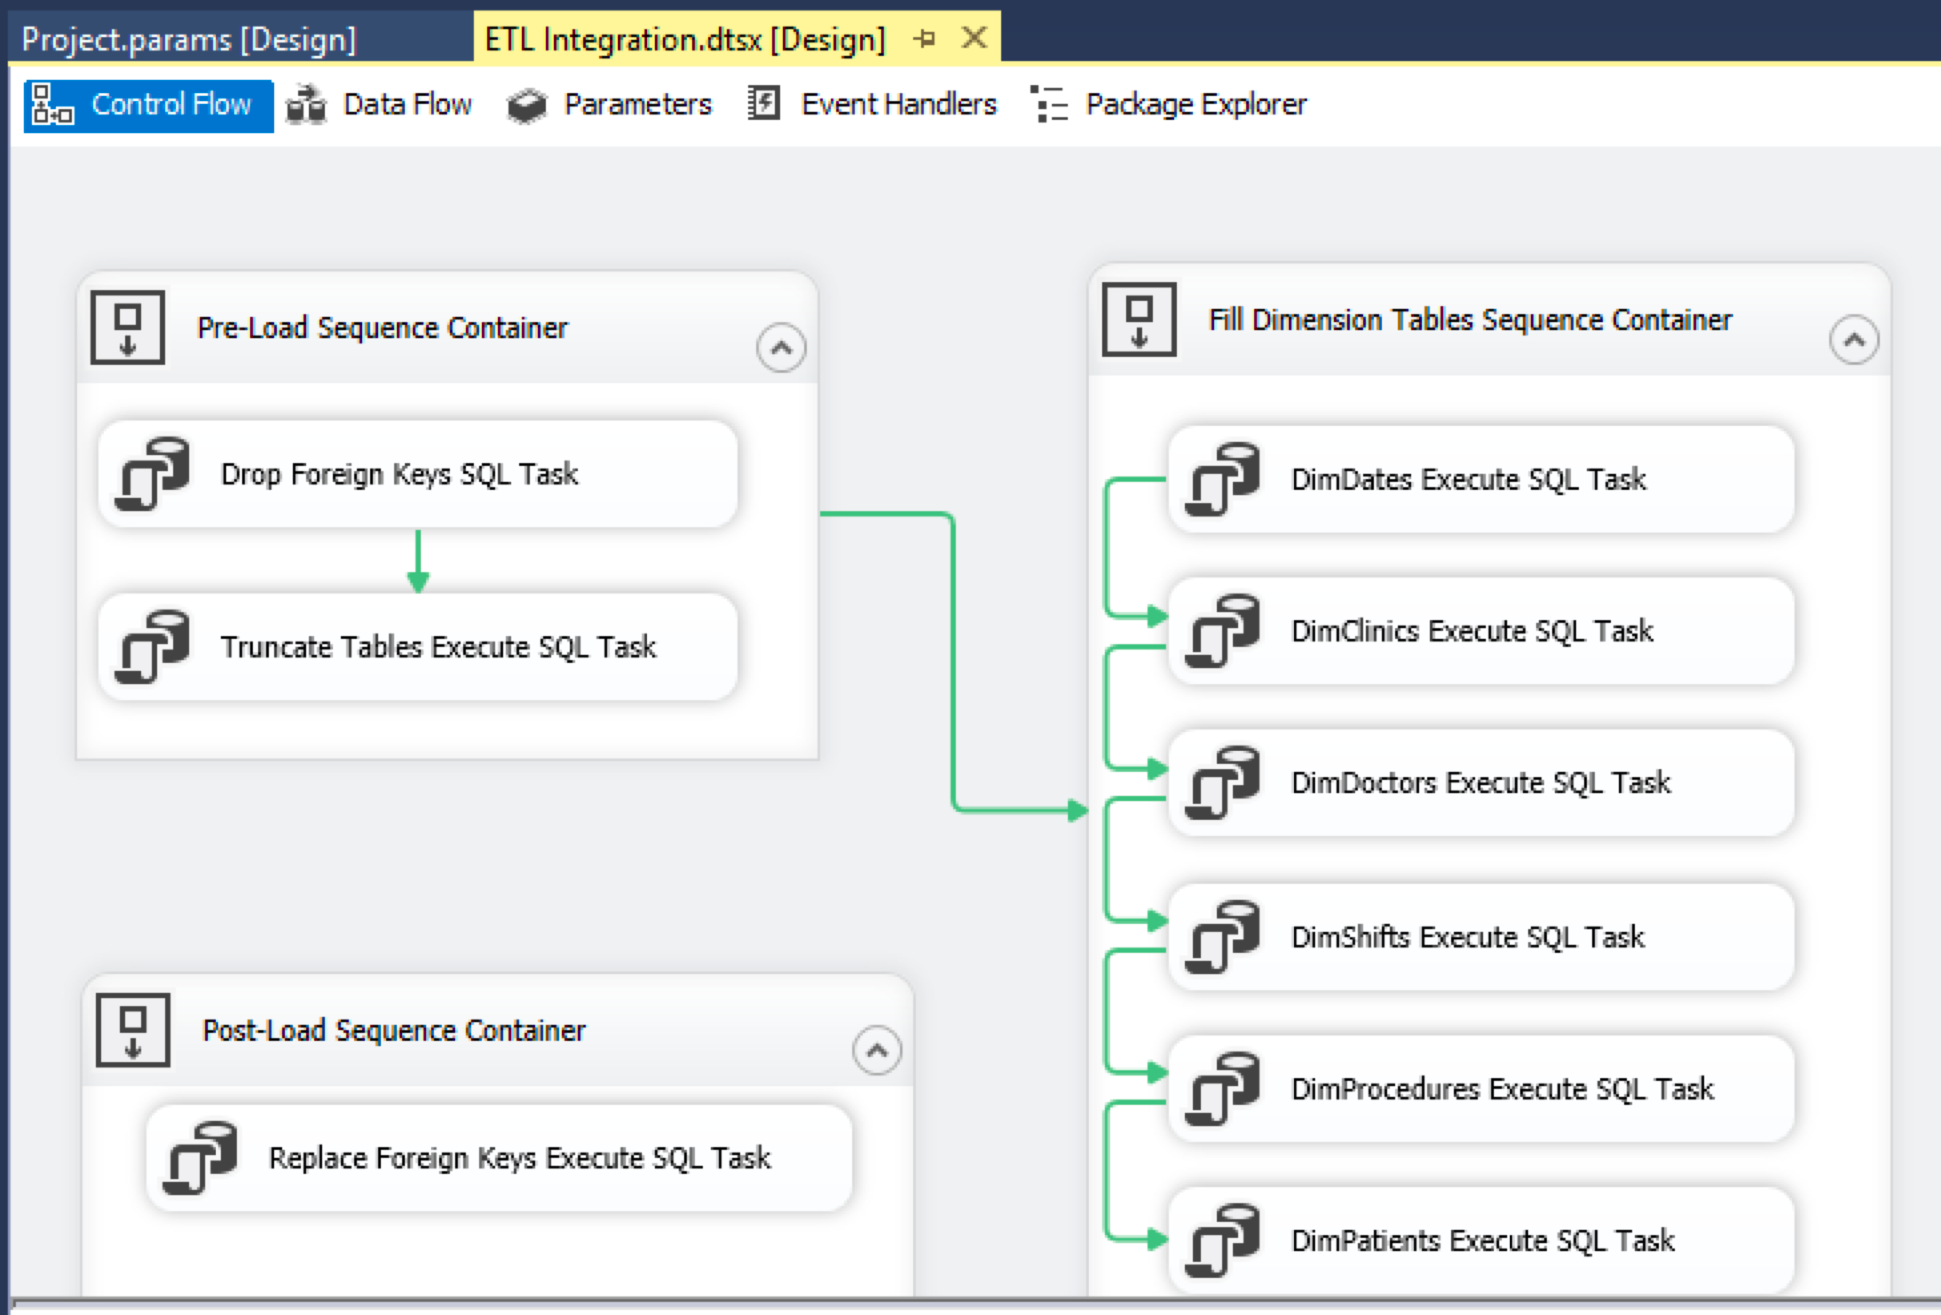 Project.params [Design]
ETL Integration.dtsx [Design]
Control Flow
Data Flow
Parameters
Event Handlers
Package Explorer
Pre-Load Sequence Container
Drop Foreign Keys SQL Task
Truncate Tables Execute SQL Task
Post-Load Sequence Container
Replace Foreign Keys Execute SQL Task
Fill Dimension Tables Sequence Container
DimDates Execute SQL Task
DimClinics Execute SQL Task
DimDoctors Execute SQL Task
DimShifts Execute SQL Task
DimProcedures Execute SQL Task
DimPatients Execute SQL Task